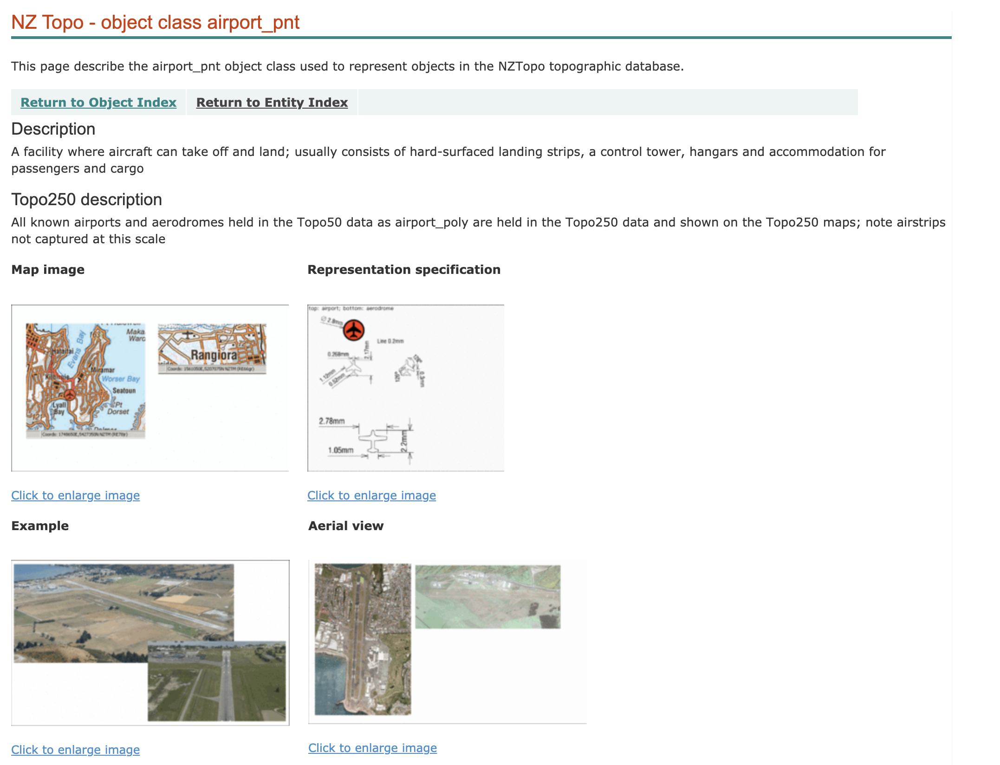 NZ Topo - object class airport_pnt
This page describe the airport_pnt object class used to represent objects in the NZTopo topographic database.
Return to Object Index
Return to Entity Index
Description
A facility where aircraft can take off and land; usually consists of hard-surfaced landing strips, a control tower, hangars and accommodation for
passengers and cargo
Topo250 description
All known airports and aerodromes held in the Topo50 data as airport_poly are held in the Topo250 data and shown on the Topo250 maps; note airstrips
not captured at this scale
Map image
Representation specification
163
Maka
Warc
Evans Bay
Hataitai
Miramar
Kilbirnie
Worser Bay
Seatoun
Lyall
Bay
Pt
Dorset
121
Rangiora
72
top: airport; bottom: aerodrome
Ø 2.8mm
Line 0.2mm
0.268mm
2.17mm
1.12mm
0.52mm
126°
0.3mm
2.78mm
2.2mm
1.05mm
Click to enlarge image
Click to enlarge image
Example
Aerial view
Click to enlarge image
Click to enlarge image